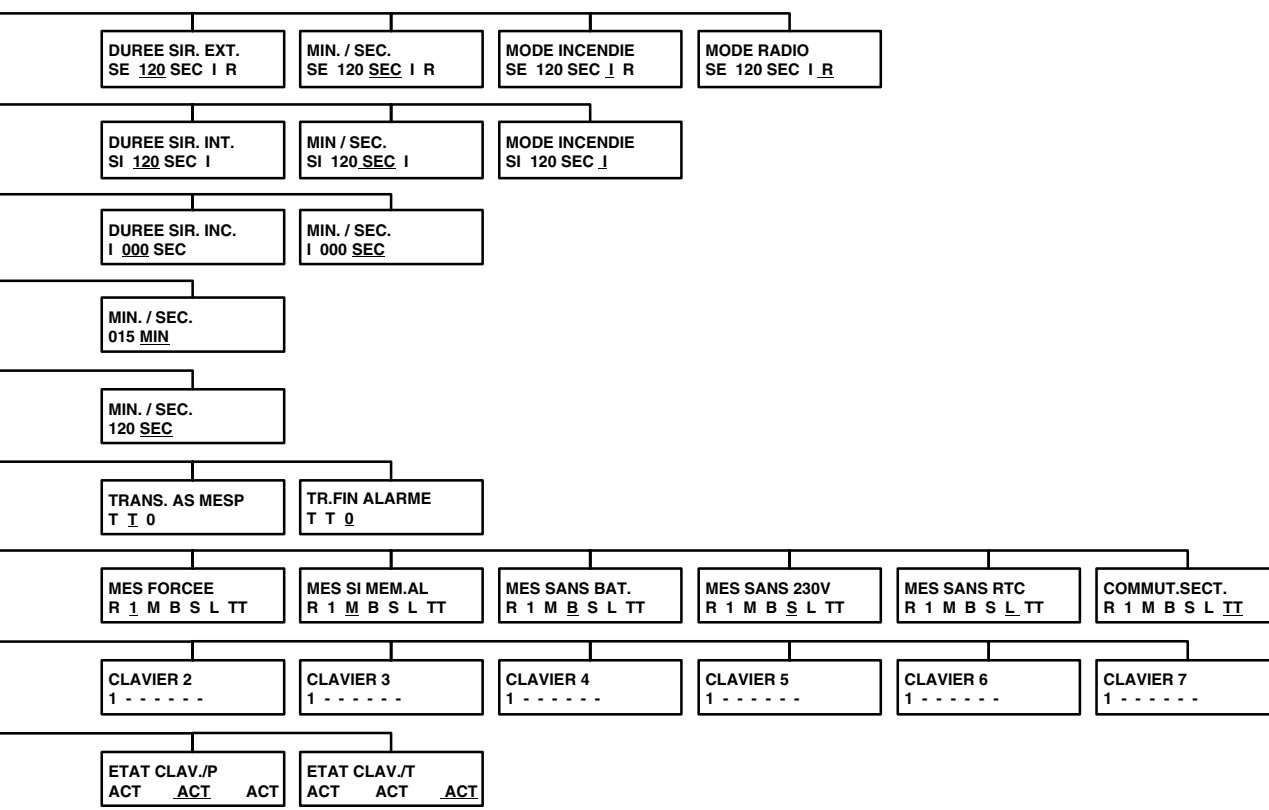 DUREE SIR. EXT.
SE 120 SEC I R
MIN. / SEC.
SE 120 SEC I R
MODE INCENDIE
SE 120 SEC I R
MODE RADIO
SE 120 SEC I R
DUREE SIR. INT.
SI 120 SEC I
MIN / SEC.
SI 120 SEC I
MODE INCENDIE
SI 120 SEC I
DUREE SIR. INC.
I 000 SEC
MIN. / SEC.
I 000 SEC
MIN. / SEC.
015 MIN
MIN. / SEC.
120 SEC
TRANS. AS MESP
T T 0
TR.FIN ALARME
T T 0
MES FORCEE
R 1 M B S L TT
MES SI MEM.AL
R 1 M B S L TT
MES SANS BAT.
R 1 M B S L TT
MES SANS 230V
R 1 M B S L TT
MES SANS RTC
R 1 M B S L TT
COMMUT.SECT.
R 1 M B S L TT
CLAVIER 2
1 - - - - - -
CLAVIER 3
1 - - - - - -
CLAVIER 4
1 - - - - - -
CLAVIER 5
1 - - - - - -
CLAVIER 6
1 - - - - - -
CLAVIER 7
1 - - - - - -
ETAT CLAV./P
ACT ACT ACT
ETAT CLAV./T
ACT ACT ACT